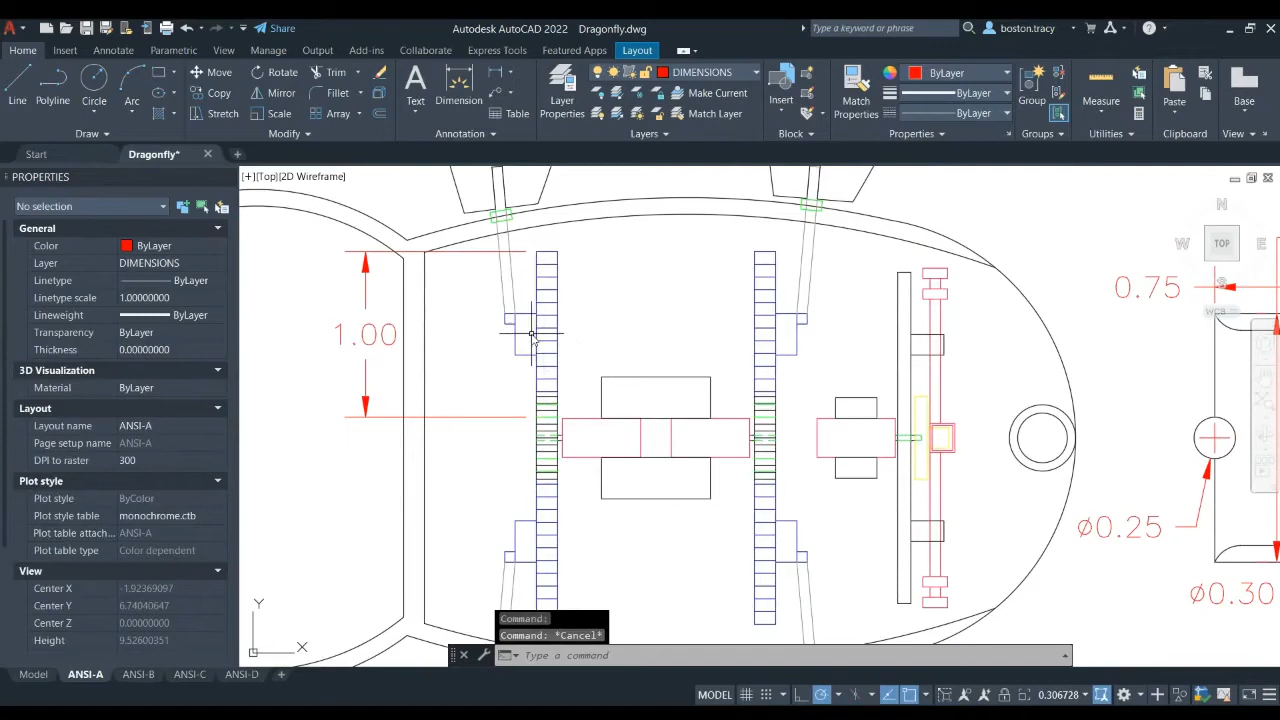 Share
Autodesk AutoCAD 2022 Dragonfly.dwg
Type a keyword or phrase
boston.tracy
Home Insert Annotate Parametric View Manage Output Add-ins Collaborate Express Tools Featured Apps Layout
Line Polyline Circle Arc
Move Rotate Trim
Copy Mirror Fillet
Stretch Scale Array
Text Dimension Table
Layer Properties
DIMENSIONS
Make Current
Match Layer
Insert
Match Properties
ByLayer
ByLayer
ByLayer
Group Measure Paste Base
Draw Modify Annotation Layers Block Properties Groups Utilities Clipboard View
Start Dragonfly*
PROPERTIES
No selection
General
Color ByLayer
Layer DIMENSIONS
Linetype ByLayer
Linetype scale 1.00000000
Lineweight ByLayer
Transparency ByLayer
Thickness 0.00000000
3D Visualization
Material ByLayer
Layout
Layout name ANSI-A
Page setup name ANSI-A
DPI to raster 300
Plot style
Plot style ByColor
Plot style table monochrome.ctb
Plot table attach... ANSI-A
Plot table type Color dependent
View
Center X -1.92369097
Center Y 6.74040647
Center Z 0.00000000
Height 9.52600351
[+][Top][2D Wireframe]
N
W TOP E
S
WCS
1.00
0.75
ø0.25
ø0.30
Y
X
Command:
Command: *Cancel*
Type a command
Model ANSI-A ANSI-B ANSI-C ANSI-D
MODEL
0.306728